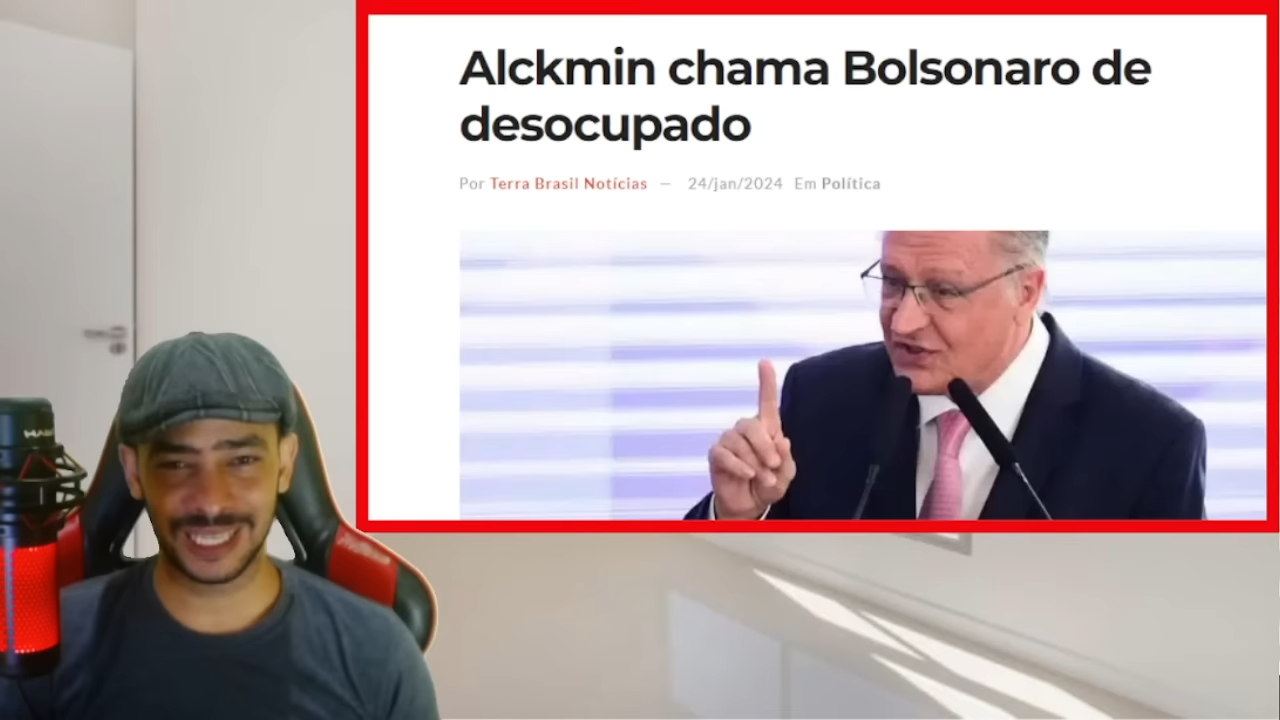 Alckmin chama Bolsonaro de
desocupado
Por Terra Brasil Notícias — 24/jan/2024 Em Política